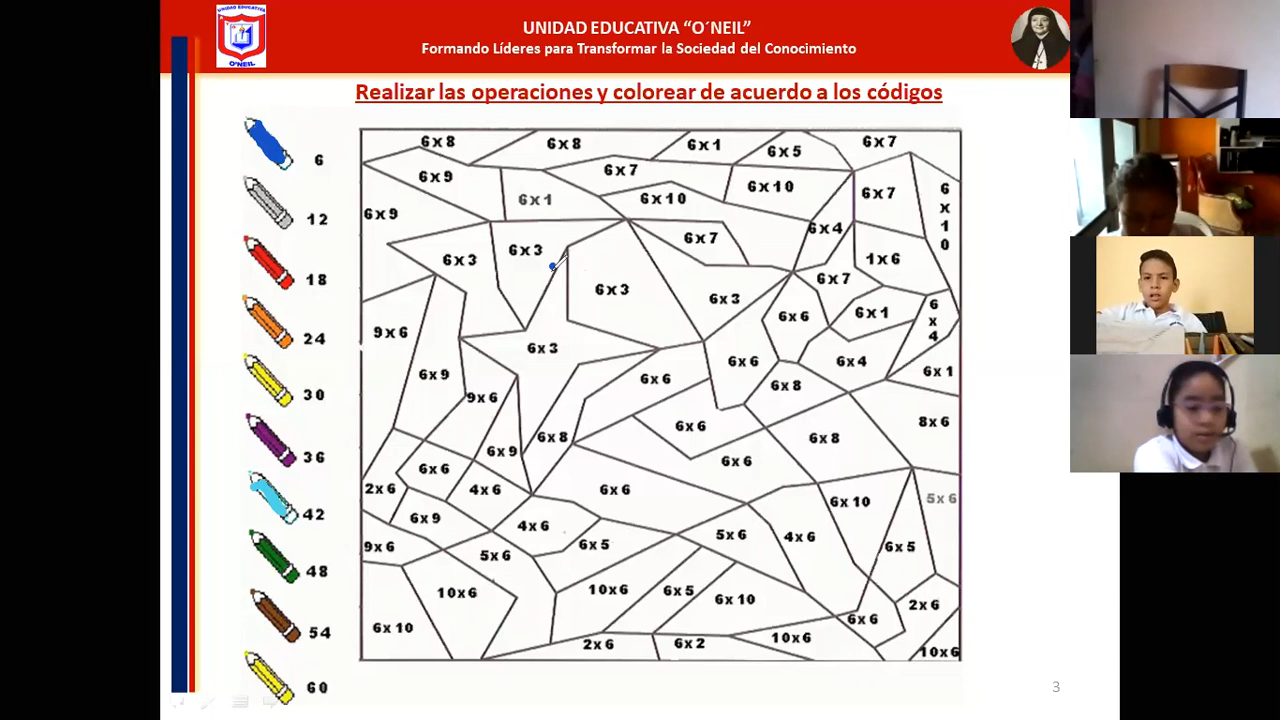 UNIDAD EDUCATIVA
O'NEIL
UNIDAD EDUCATIVA “O´NEIL”
Formando Líderes para Transformar la Sociedad del Conocimiento
Realizar las operaciones y colorear de acuerdo a los códigos
6
12
18
24
30
36
42
48
54
60
6 x 8
6 x 8
6 x 1
6 x 5
6 x 7
6 x 9
6 x 7
6 x 10
6 x 7
6 x 10
6 x 9
6 x 1
6 x 10
6 x 4
6 x 3
6 x 3
6 x 7
1 x 6
6 x 3
6 x 3
6 x 7
6 x 6
6 x 1
6 x 4
9 x 6
6 x 3
6 x 6
6 x 4
6 x 1
6 x 9
6 x 6
6 x 8
9 x 6
6 x 6
8 x 6
6 x 9
6 x 8
6 x 6
6 x 8
6 x 6
2 x 6
4 x 6
6 x 6
6 x 10
5 x 6
6 x 9
4 x 6
5 x 6
4 x 6
9 x 6
5 x 6
6 x 5
6 x 5
10 x 6
10 x 6
6 x 5
6 x 10
2 x 6
6 x 10
2 x 6
6 x 2
10 x 6
6 x 6
10 x 6
3